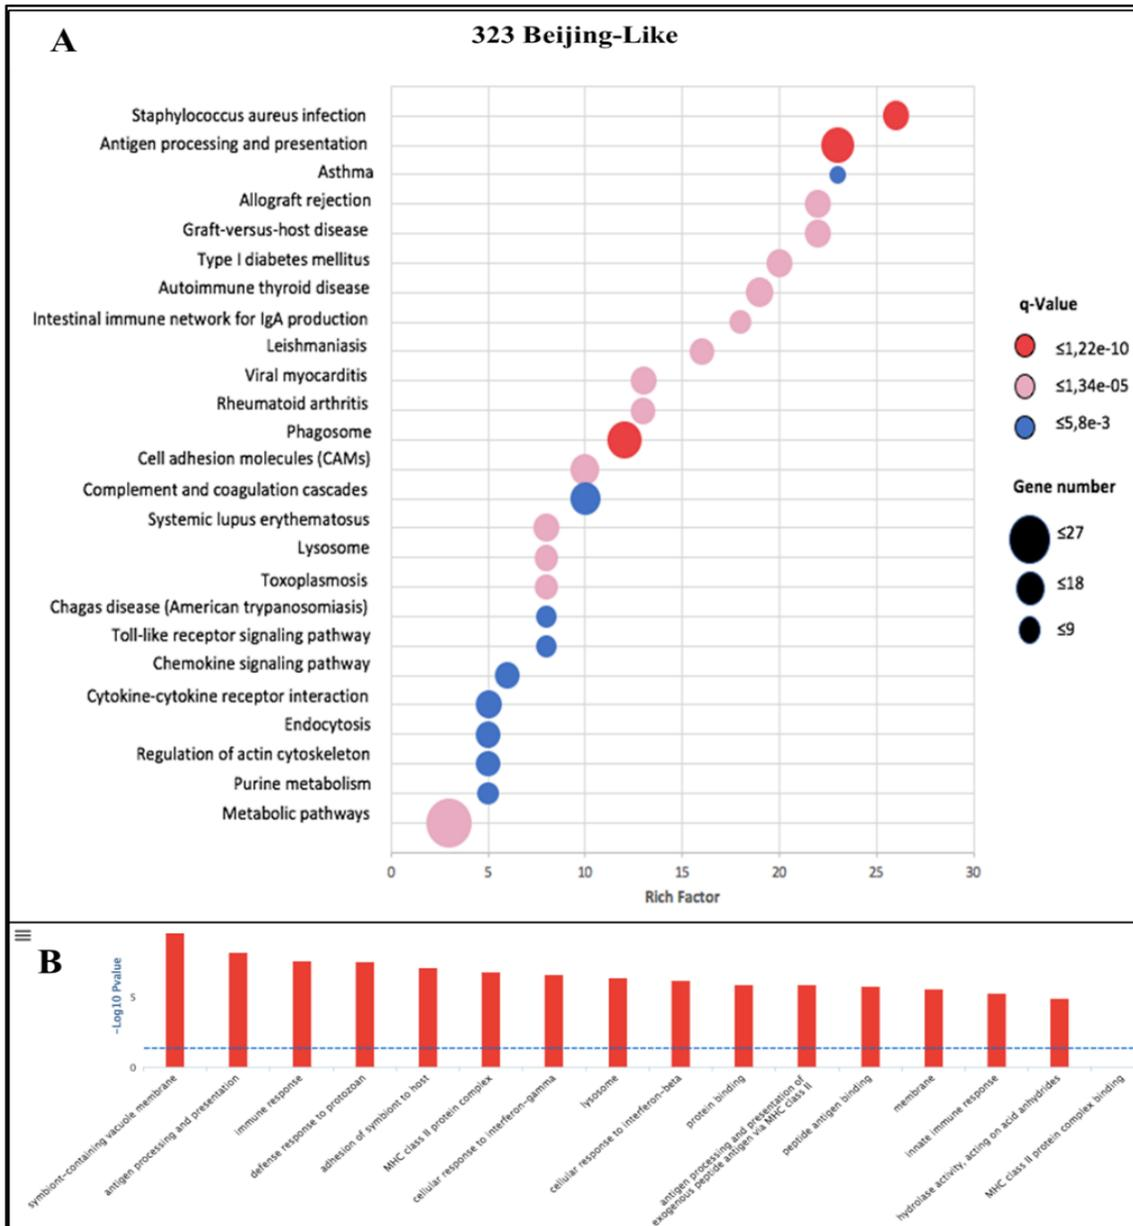 A
323 Beijing-Like
Staphylococcus aureus infection
Antigen processing and presentation
Asthma
Allograft rejection
Graft-versus-host disease
Type I diabetes mellitus
Autoimmune thyroid disease
Intestinal immune network for IgA production
Leishmaniasis
Viral myocarditis
Rheumatoid arthritis
Phagosome
Cell adhesion molecules (CAMs)
Complement and coagulation cascades
Systemic lupus erythematosus
Lysosome
Toxoplasmosis
Chagas disease (American trypanosomiasis)
Toll-like receptor signaling pathway
Chemokine signaling pathway
Cytokine-cytokine receptor interaction
Endocytosis
Regulation of actin cytoskeleton
Purine metabolism
Metabolic pathways
0 5 10 15 20 25 30
Rich Factor
q-Value
≤1,22e-10
≤1,34e-05
≤5,8e-3
Gene number
≤27
≤18
≤9
B
-Log10 Pvalue
5
0
symbiont-containing vacuole membrane
antigen processing and presentation
immune response
defense response to protozoan
adhesion of symbiont to host
MHC class II protein complex
cellular response to interferon-gamma
lysosome
cellular response to interferon-beta
protein binding
antigen processing and presentation of
exogenous peptide antigen via MHC class II
peptide antigen binding
membrane
innate immune response
hydrolase activity, acting on acid anhydrides
MHC class II protein complex binding